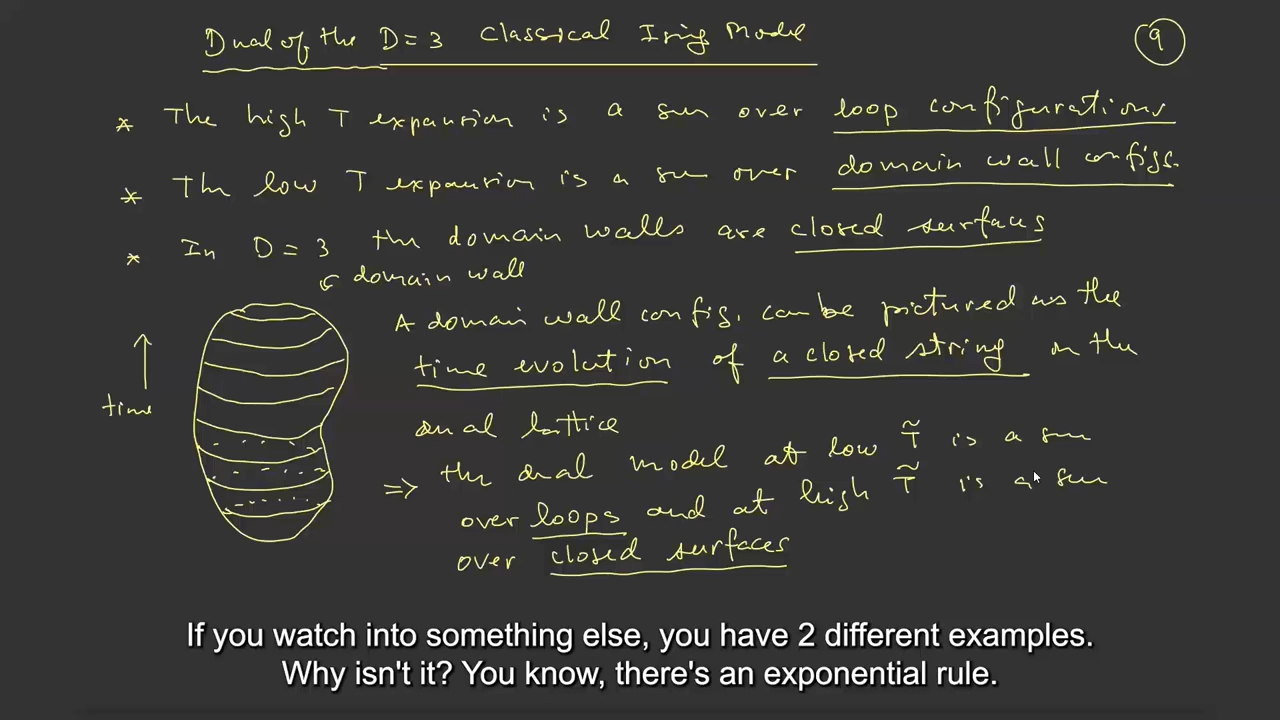 Dual of the D=3 Classical Ising Model
9
* The high T expansion is a sum over loop configurations
* The low T expansion is a sum over domain wall configs.
* In D=3 the domain walls are closed surfaces
domain wall
A domain wall config. can be pictured as the
time evolution of a closed string on the
time
dual lattice
=> the dual model at low T̃ is a sum
over loops and at high T̃ is a sum
over closed surfaces
If you watch into something else, you have 2 different examples.
Why isn't it? You know, there's an exponential rule.